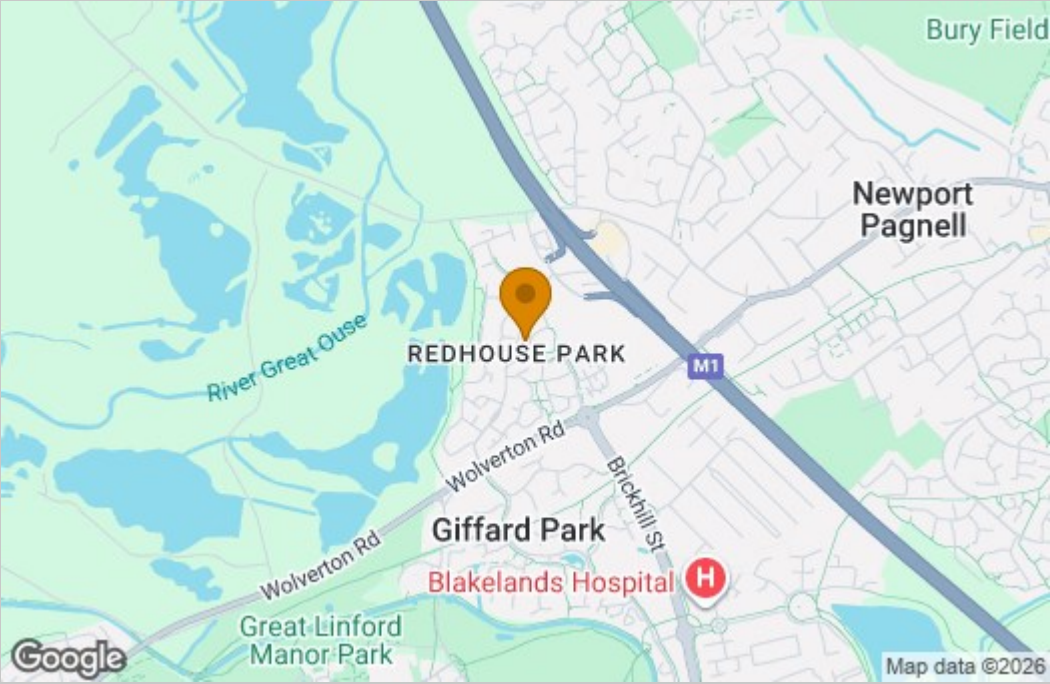 Bury Field
Newport
Pagnell
River Great Ouse
REDHOUSE PARK
M1
Wolverton Rd
Brickhill St
Giffard Park
Wolverton Rd
Blakelands Hospital
H
Great Linford
Manor Park
Google
Map data ©2026